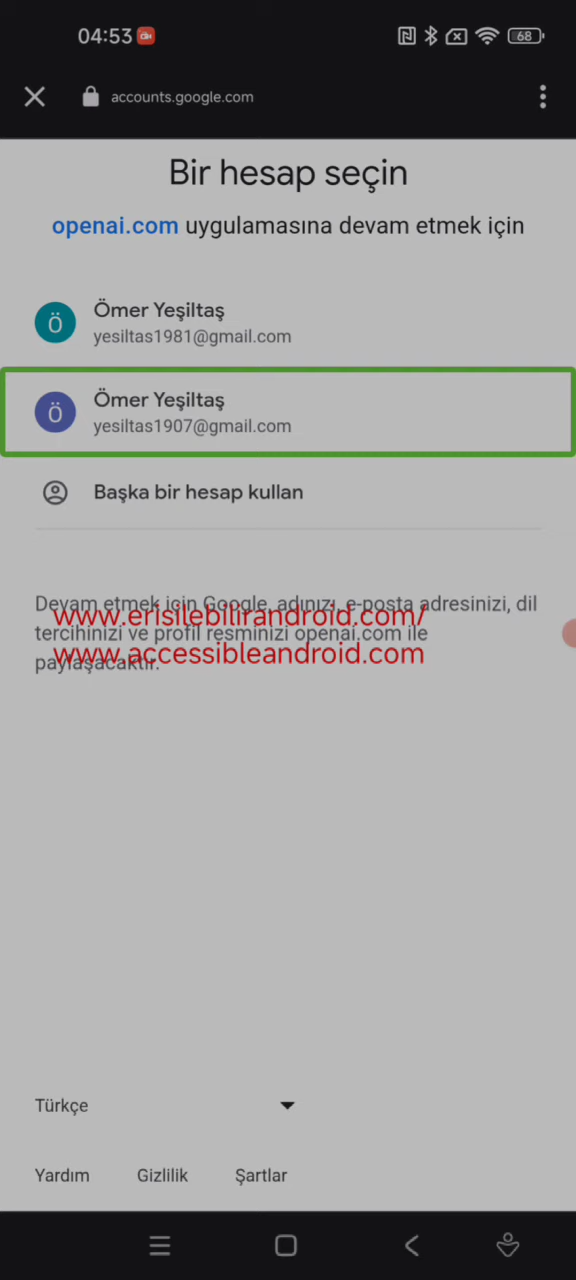 04:53
68
accounts.google.com
Bir hesap seçin
openai.com uygulamasına devam etmek için
Ö
Ömer Yeşiltaş
yesiltas1981@gmail.com
Ö
Ömer Yeşiltaş
yesiltas1907@gmail.com
Başka bir hesap kullan
Devam etmek için Google, adınızı, e-posta adresinizi, dil
www.erisilebilirandroid.com/
tercihinizi ve profil resminizi openai.com ile
www.accessibleandroid.com
paylaşacaktır.
Türkçe
Yardım Gizlilik Şartlar